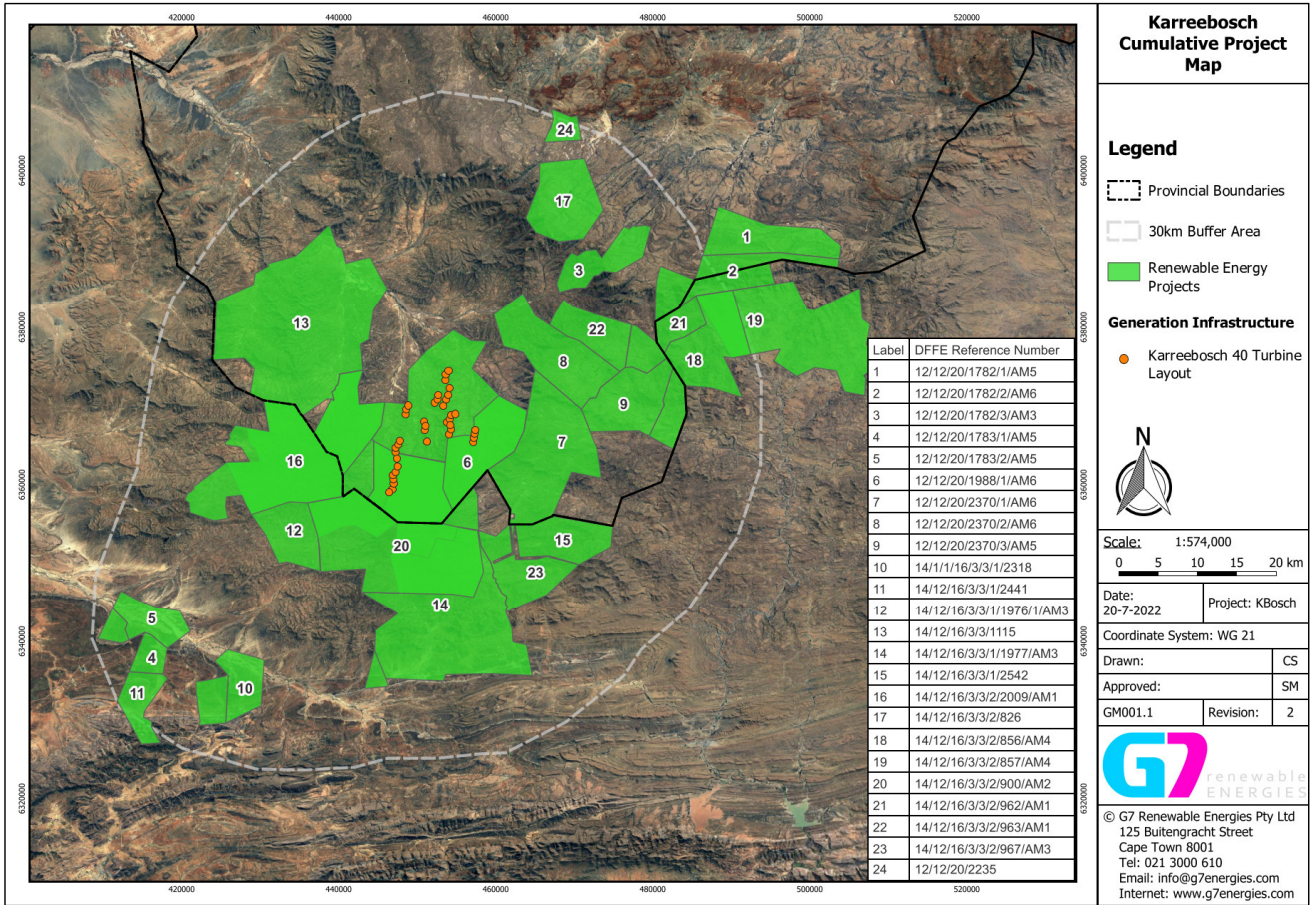 420000
440000
460000
480000
500000
520000
6400000
6380000
6360000
6340000
6320000
6400000
6380000
6360000
6340000
6320000
24
17
1
3
2
13
22
21
19
8
18
9
7
16
6
12
20
15
23
14
5
4
11
10
420000
440000
460000
480000
500000
520000
Label DFFE Reference Number
1 12/12/20/1782/1/AM5
2 12/12/20/1782/2/AM6
3 12/12/20/1782/3/AM3
4 12/12/20/1783/1/AM5
5 12/12/20/1783/2/AM5
6 12/12/20/1988/1/AM6
7 12/12/20/2370/1/AM6
8 12/12/20/2370/2/AM6
9 12/12/20/2370/3/AM5
10 14/1/1/16/3/3/1/2318
11 14/12/16/3/3/1/2441
12 14/12/16/3/3/1/1976/1/AM3
13 14/12/16/3/3/1115
14 14/12/16/3/3/1/1977/AM3
15 14/12/16/3/3/1/2542
16 14/12/16/3/3/2/2009/AM1
17 14/12/16/3/3/2/826
18 14/12/16/3/3/2/856/AM4
19 14/12/16/3/3/2/857/AM4
20 14/12/16/3/3/2/900/AM2
21 14/12/16/3/3/2/962/AM1
22 14/12/16/3/3/2/963/AM1
23 14/12/16/3/3/2/967/AM3
24 12/12/20/2235
Karreebosch
Cumulative Project
Map
Legend
Provincial Boundaries
30km Buffer Area
Renewable Energy
Projects
Generation Infrastructure
Karreebosch 40 Turbine
Layout
N
Scale: 1:574,000
0 5 10 15 20 km
Date:
20-7-2022
Project: KBosch
Coordinate System: WG 21
Drawn: CS
Approved: SM
GM001.1 Revision: 2
G7 renewable
ENERGIES
© G7 Renewable Energies Pty Ltd
125 Buitengracht Street
Cape Town 8001
Tel: 021 3000 610
Email: info@g7energies.com
Internet: www.g7energies.com